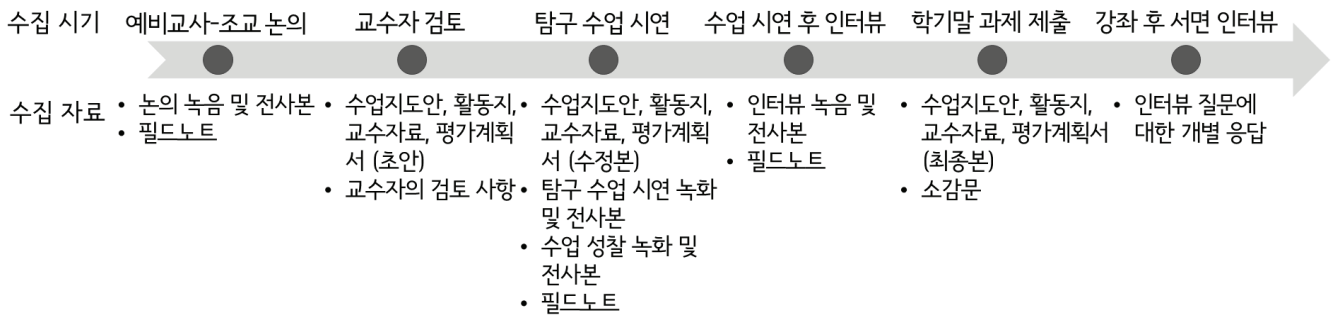 수집 시기
예비교사-조교 논의
교수자 검토
탐구 수업 시연
수업 시연 후 인터뷰
학기말 과제 제출
강좌 후 서면 인터뷰
수집 자료
• 논의 녹음 및 전사본
• 필드노트
• 수업지도안, 활동지,
교수자료, 평가계획
서 (초안)
• 교수자의 검토 사항
• 수업지도안, 활동지,
교수자료, 평가계획
서 (수정본)
• 탐구 수업 시연 녹화
및 전사본
• 수업 성찰 녹화 및
전사본
• 필드노트
• 인터뷰 녹음 및
전사본
• 필드노트
• 수업지도안, 활동지,
교수자료, 평가계획서
(최종본)
• 소감문
• 인터뷰 질문에
대한 개별 응답